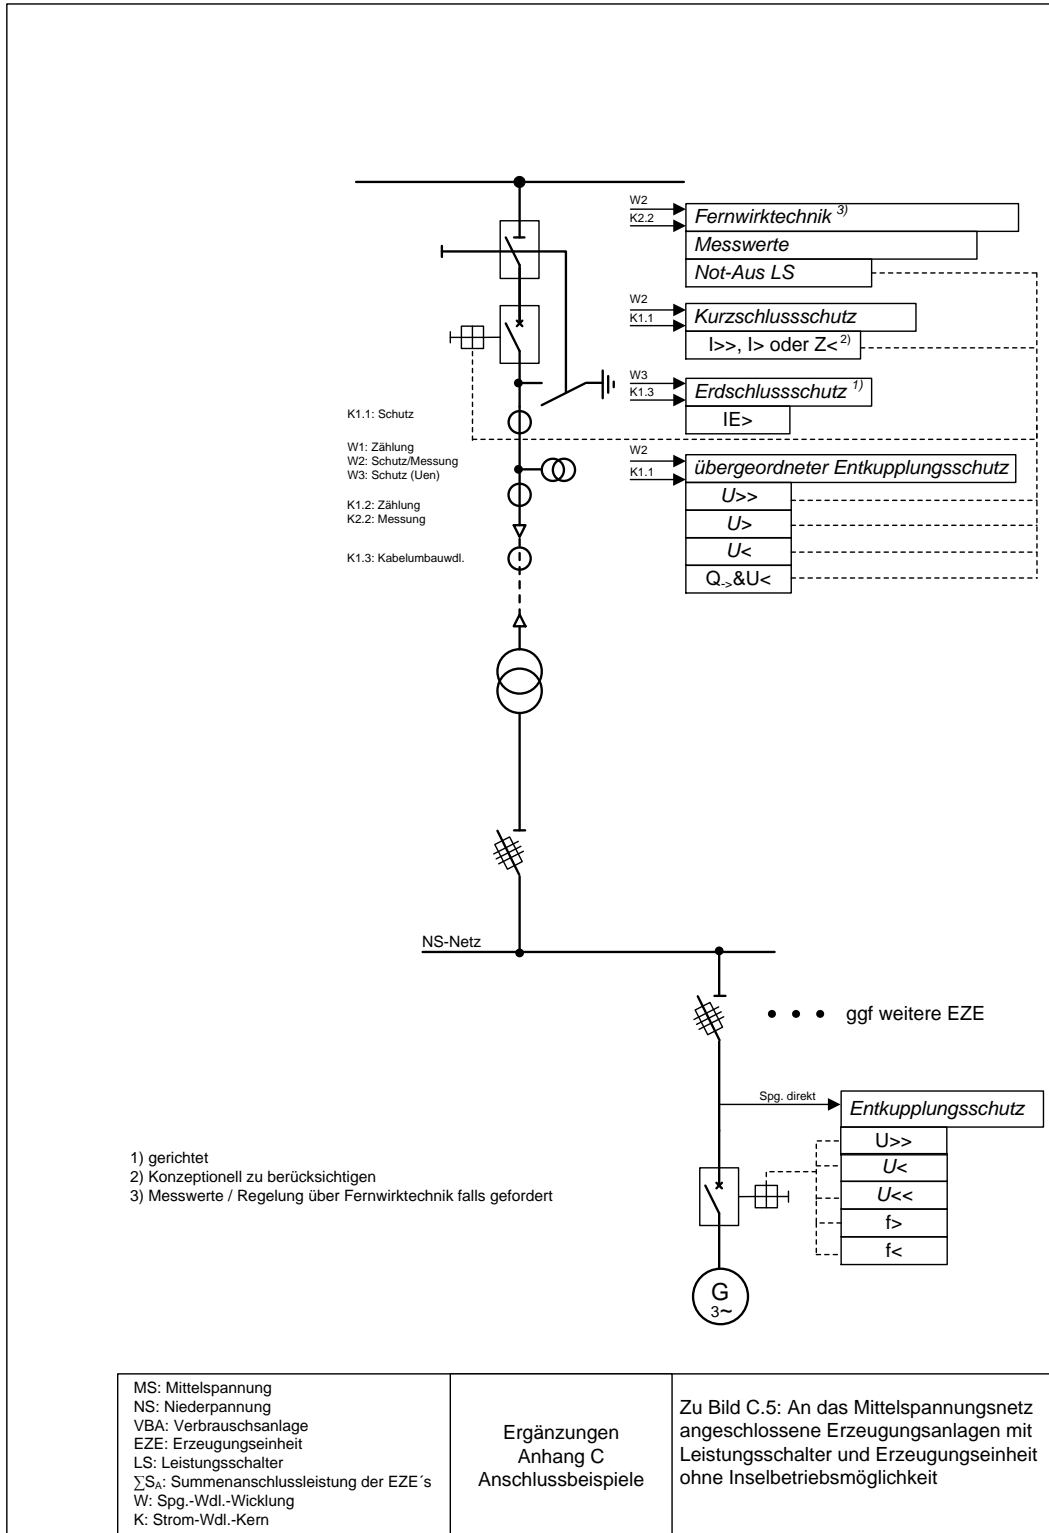 W2
K2.2
Fernwirktechnik 3)
Messwerte
Not-Aus LS
W2
K1.1
Kurzschlussschutz
I>>, I> oder Z< 2)
W3
K1.3
Erdschlussschutz 1)
IE>
K1.1: Schutz
W1: Zählung
W2: Schutz/Messung
W3: Schutz (Uen)
K1.2: Zählung
K2.2: Messung
K1.3: Kabelumbauwdl.
W2
K1.1
übergeordneter Entkupplungsschutz
U>>
U>
U<
Q->&U<
NS-Netz
ggf weitere EZE
Spg. direkt
Entkupplungsschutz
U>>
U<
U<<
f>
f<
G
3~
1) gerichtet
2) Konzeptionell zu berücksichtigen
3) Messwerte / Regelung über Fernwirktechnik falls gefordert
MS: Mittelspannung
NS: Niederpannung
VBA: Verbrauschsanlage
EZE: Erzeugungseinheit
LS: Leistungsschalter
∑SA: Summenanschlussleistung der EZE´s
W: Spg.-Wdl.-Wicklung
K: Strom-Wdl.-Kern
Ergänzungen
Anhang C
Anschlussbeispiele
Zu Bild C.5: An das Mittelspannungsnetz
angeschlossene Erzeugungsanlagen mit
Leistungsschalter und Erzeugungseinheit
ohne Inselbetriebsmöglichkeit